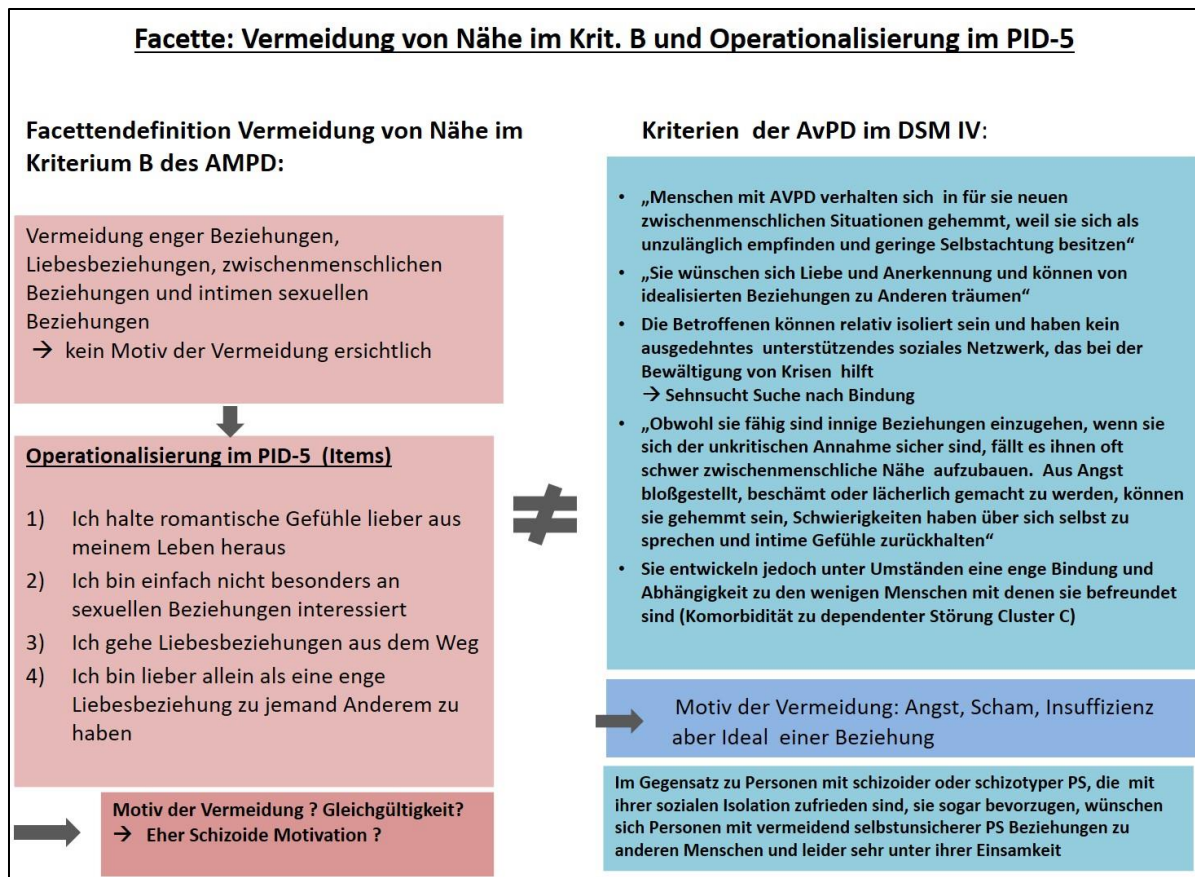 Facette: Vermeidung von Nähe im Krit. B und Operationalisierung im PID-5
Facettendefinition Vermeidung von Nähe im
Kriterium B des AMPD:
Vermeidung enger Beziehungen,
Liebesbeziehungen, zwischenmenschlichen
Beziehungen und intimen sexuellen
Beziehungen
→ kein Motiv der Vermeidung ersichtlich
Operationalisierung im PID-5 (Items)
1) Ich halte romantische Gefühle lieber aus
meinem Leben heraus
2) Ich bin einfach nicht besonders an
sexuellen Beziehungen interessiert
3) Ich gehe Liebesbeziehungen aus dem Weg
4) Ich bin lieber allein als eine enge
Liebesbeziehung zu jemand Anderem zu
haben
Motiv der Vermeidung ? Gleichgültigkeit?
→ Eher Schizoide Motivation ?
≠
Kriterien der AvPD im DSM IV:
• „Menschen mit AVPD verhalten sich in für sie neuen
zwischenmenschlichen Situationen gehemmt, weil sie sich als
unzulänglich empfinden und geringe Selbstachtung besitzen“
• „Sie wünschen sich Liebe und Anerkennung und können von
idealisierten Beziehungen zu Anderen träumen“
• Die Betroffenen können relativ isoliert sein und haben kein
ausgedehntes unterstützendes soziales Netzwerk, das bei der
Bewältigung von Krisen hilft
→ Sehnsucht Suche nach Bindung
• „Obwohl sie fähig sind innige Beziehungen einzugehen, wenn sie
sich der unkritischen Annahme sicher sind, fällt es ihnen oft
schwer zwischenmenschliche Nähe aufzubauen. Aus Angst
bloßgestellt, beschämt oder lächerlich gemacht zu werden, können
sie gehemmt sein, Schwierigkeiten haben über sich selbst zu
sprechen und intime Gefühle zurückhalten“
• Sie entwickeln jedoch unter Umständen eine enge Bindung und
Abhängigkeit zu den wenigen Menschen mit denen sie befreundet
sind (Komorbidität zu dependenter Störung Cluster C)
Motiv der Vermeidung: Angst, Scham, Insuffizienz
aber Ideal einer Beziehung
Im Gegensatz zu Personen mit schizoider oder schizotyper PS, die mit
ihrer sozialen Isolation zufrieden sind, sie sogar bevorzugen, wünschen
sich Personen mit vermeidend selbstunsicherer PS Beziehungen zu
anderen Menschen und leider sehr unter ihrer Einsamkeit